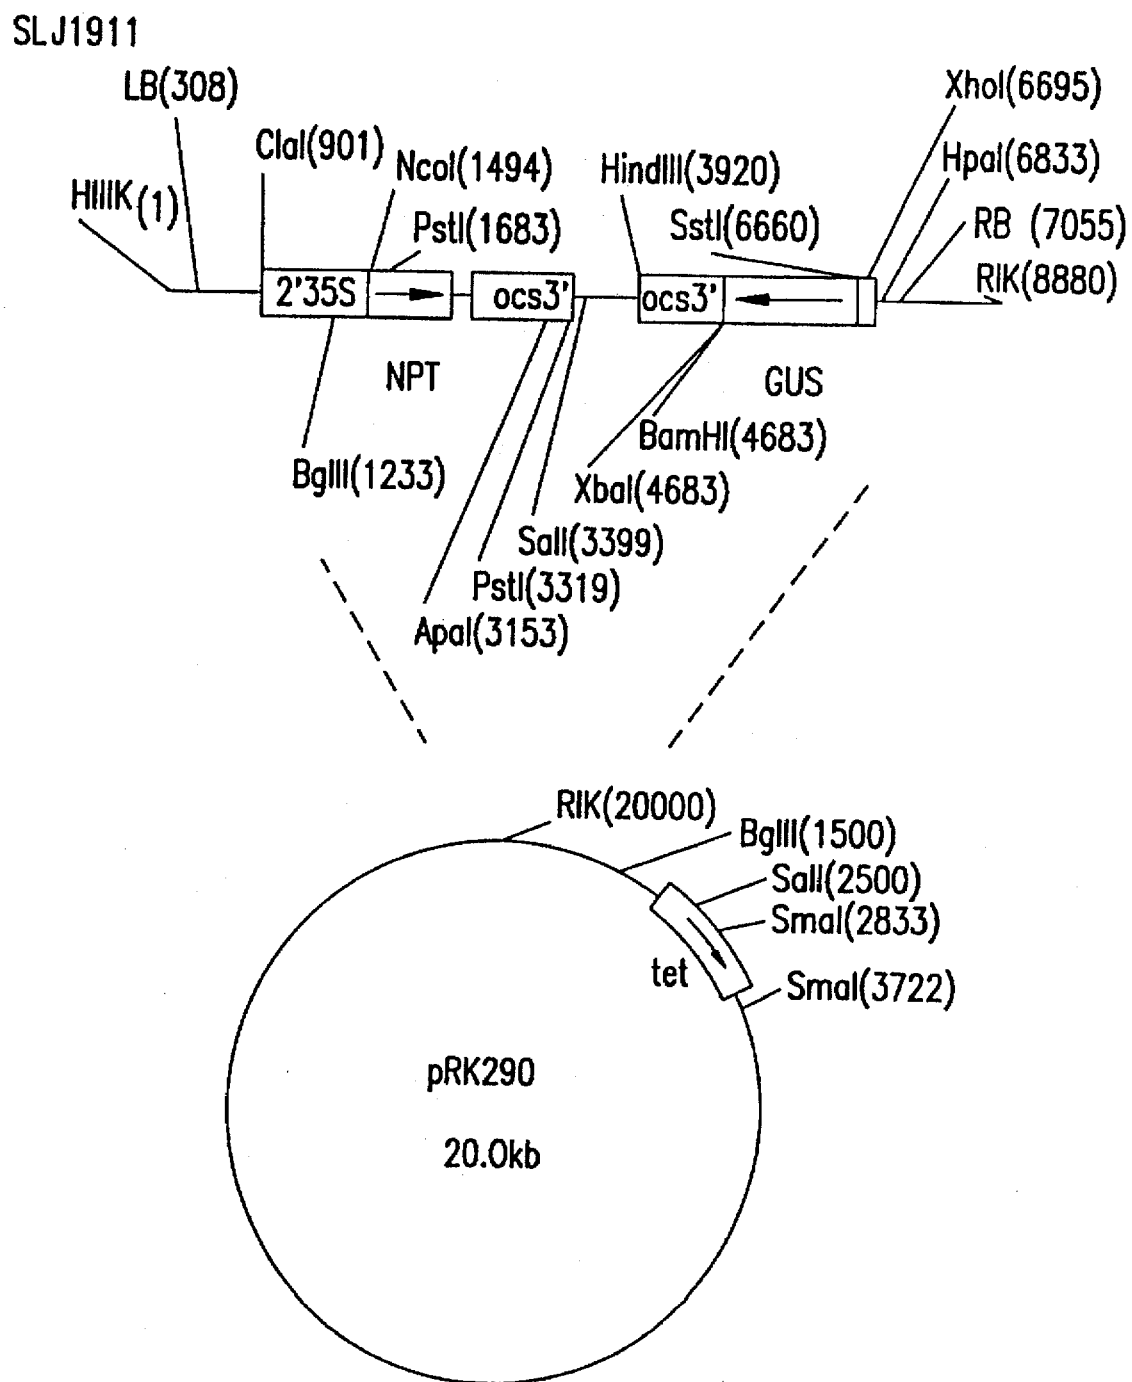 SLJ1911
LB(308)
XhoI(6695)
ClaI(901)
NcoI(1494)
HindIII(3920)
HpaI(6833)
HIIIK(1)
PstI(1683)
SstI(6660)
RB (7055)
RIK(8880)
2'35S
ocs3'
ocs3'
NPT
GUS
BamHI(4683)
BglII(1233)
XbaI(4683)
SalI(3399)
PstI(3319)
ApaI(3153)
RIK(20000)
BglII(1500)
SalI(2500)
SmaI(2833)
tet
SmaI(3722)
pRK290
20.0kb